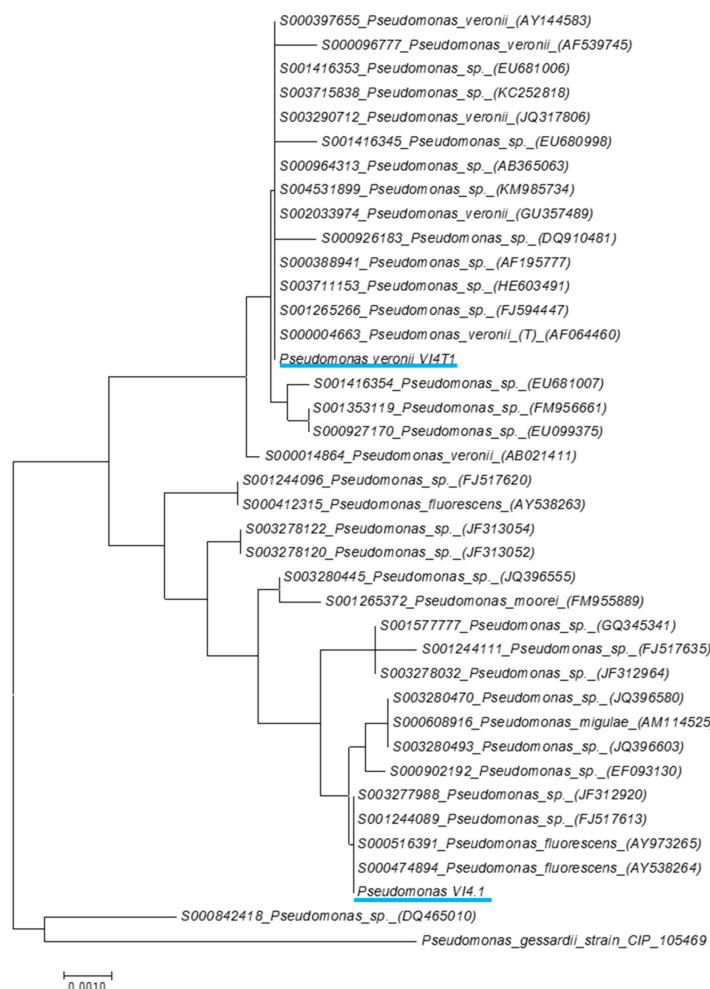 S000397655_Pseudomonas_veronii_(AY144583)
S000096777_Pseudomonas_veronii_(AF539745)
S001416353_Pseudomonas_sp._(EU681006)
S003715838_Pseudomonas_sp._(KC252818)
S003290712_Pseudomonas_veronii_(JQ317806)
S001416345_Pseudomonas_sp._(EU680998)
S000964313_Pseudomonas_sp._(AB365063)
S004531899_Pseudomonas_sp._(KM985734)
S002033974_Pseudomonas_veronii_(GU357489)
S000926183_Pseudomonas_sp._(DQ910481)
S000388941_Pseudomonas_sp._(AF195777)
S003711153_Pseudomonas_sp._(HE603491)
S001265266_Pseudomonas_sp._(FJ594447)
S000004663_Pseudomonas_veronii_(T)_(AF064460)
Pseudomonas veronii VI4T1
S001416354_Pseudomonas_sp._(EU681007)
S001353119_Pseudomonas_sp._(FM956661)
S000927170_Pseudomonas_sp._(EU099375)
S000014864_Pseudomonas_veronii_(AB021411)
S001244096_Pseudomonas_sp._(FJ517620)
S000412315_Pseudomonas_fluorescens_(AY538263)
S003278122_Pseudomonas_sp._(JF313054)
S003278120_Pseudomonas_sp._(JF313052)
S003280445_Pseudomonas_sp._(JQ396555)
S001265372_Pseudomonas_moorei_(FM955889)
S001577777_Pseudomonas_sp._(GQ345341)
S001244111_Pseudomonas_sp._(FJ517635)
S003278032_Pseudomonas_sp._(JF312964)
S003280470_Pseudomonas_sp._(JQ396580)
S000608916_Pseudomonas_migulae_(AM114525)
S003280493_Pseudomonas_sp._(JQ396603)
S000902192_Pseudomonas_sp._(EF093130)
S003277988_Pseudomonas_sp._(JF312920)
S001244089_Pseudomonas_sp._(FJ517613)
S000516391_Pseudomonas_fluorescens_(AY973265)
S000474894_Pseudomonas_fluorescens_(AY538264)
Pseudomonas VI4.1
S000842418_Pseudomonas_sp._(DQ465010)
Pseudomonas_gessardii_strain_CIP_105469
0.0010